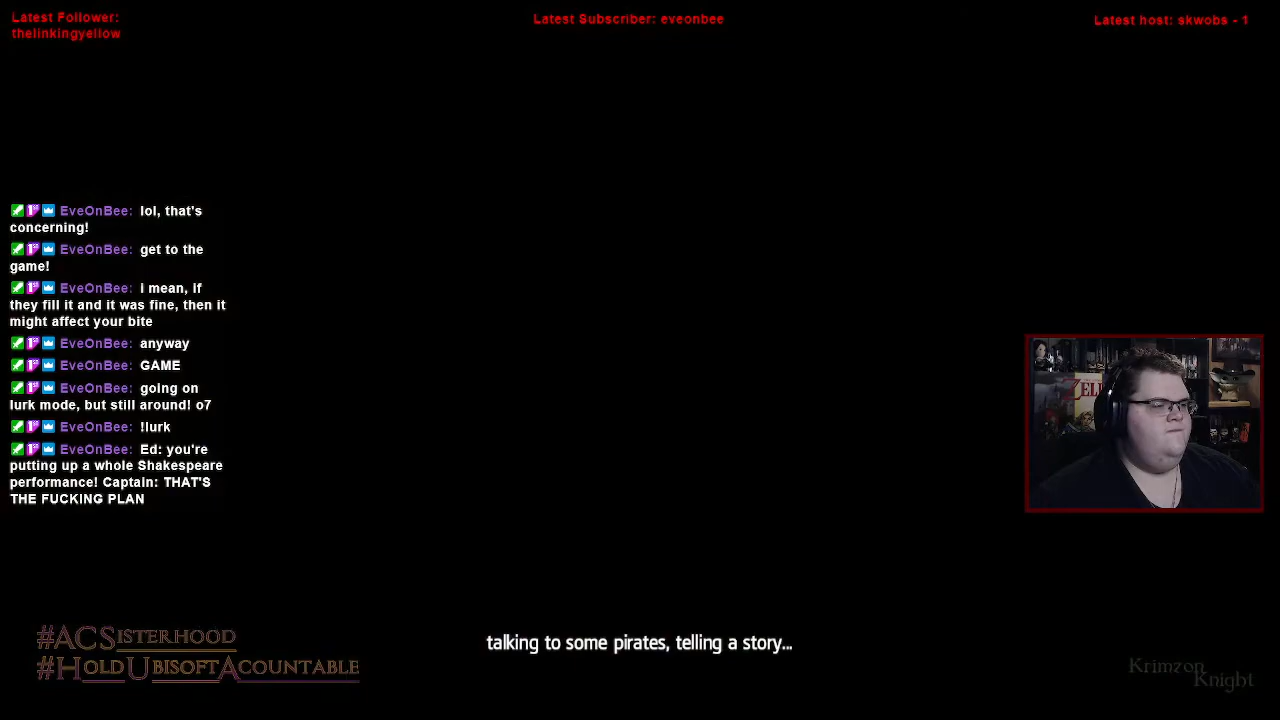 Latest Follower:
thelinkingyellow
Latest Subscriber: eveonbee
Latest host: skwobs - 1
EveOnBee: lol, that's
concerning!
EveOnBee: get to the
game!
EveOnBee: i mean, If
they fill it and it was fine, then it
might affect your bite
EveOnBee: anyway
EveOnBee: GAME
EveOnBee: going on
lurk mode, but still around! o7
EveOnBee: !lurk
EveOnBee: Ed: you're
putting up a whole Shakespeare
performance! Captain: THAT'S
THE FUCKING PLAN
ZEL
#ACSISTERHOOD
#HOLDUBISOFTACOUNTABLE
talking to some pirates, telling a story...
Krimzon
Knight